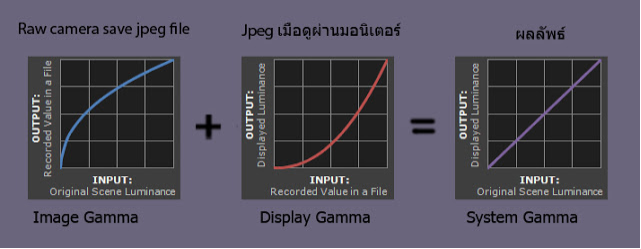 Raw camera save jpeg file
Jpeg เมื่อดูผ่านมอนิเตอร์
ผลลัพธ์
OUTPUT:
Recorded Value in a File
INPUT:
Original Scene Luminance
+
OUTPUT:
Displayed Luminance
INPUT:
Recorded Value in a File
=
OUTPUT:
Displayed Luminance
INPUT:
Original Scene Luminance
Image Gamma
Display Gamma
System Gamma